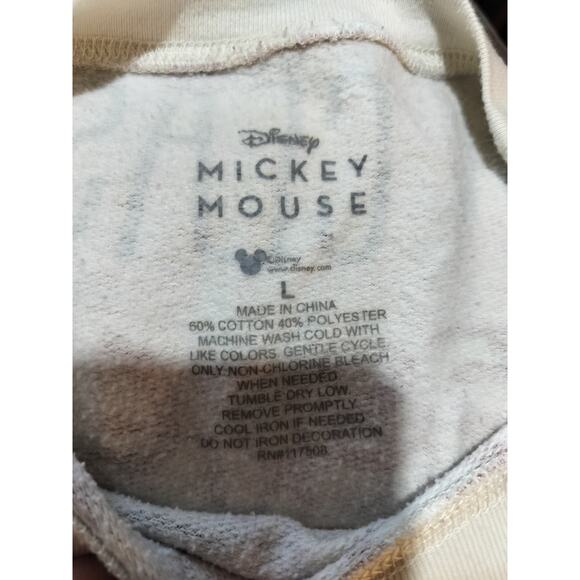 Disney
MICKEY
MOUSE
©Disney
www.disney.com
L
MADE IN CHINA
60% COTTON 40% POLYESTER
MACHINE WASH COLD WITH
LIKE COLORS, GENTLE CYCLE
ONLY NON-CHLORINE BLEACH
WHEN NEEDED
TUMBLE DRY LOW.
REMOVE PROMPTLY
COOL IRON IF NEEDED
DO NOT IRON DECORATION
RN#117508